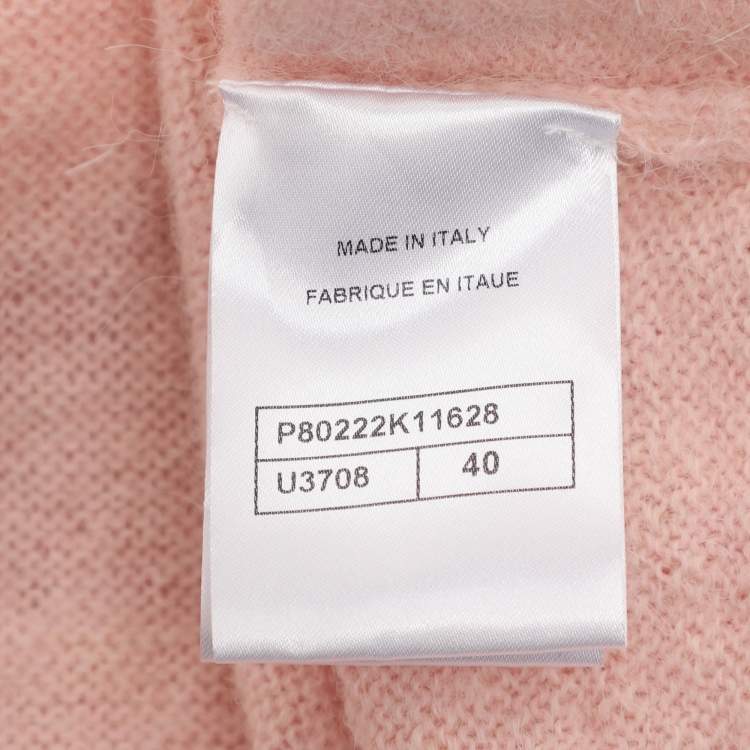 MADE IN ITALY
FABRIQUE EN ITAUE
P80222K11628
U3708 40